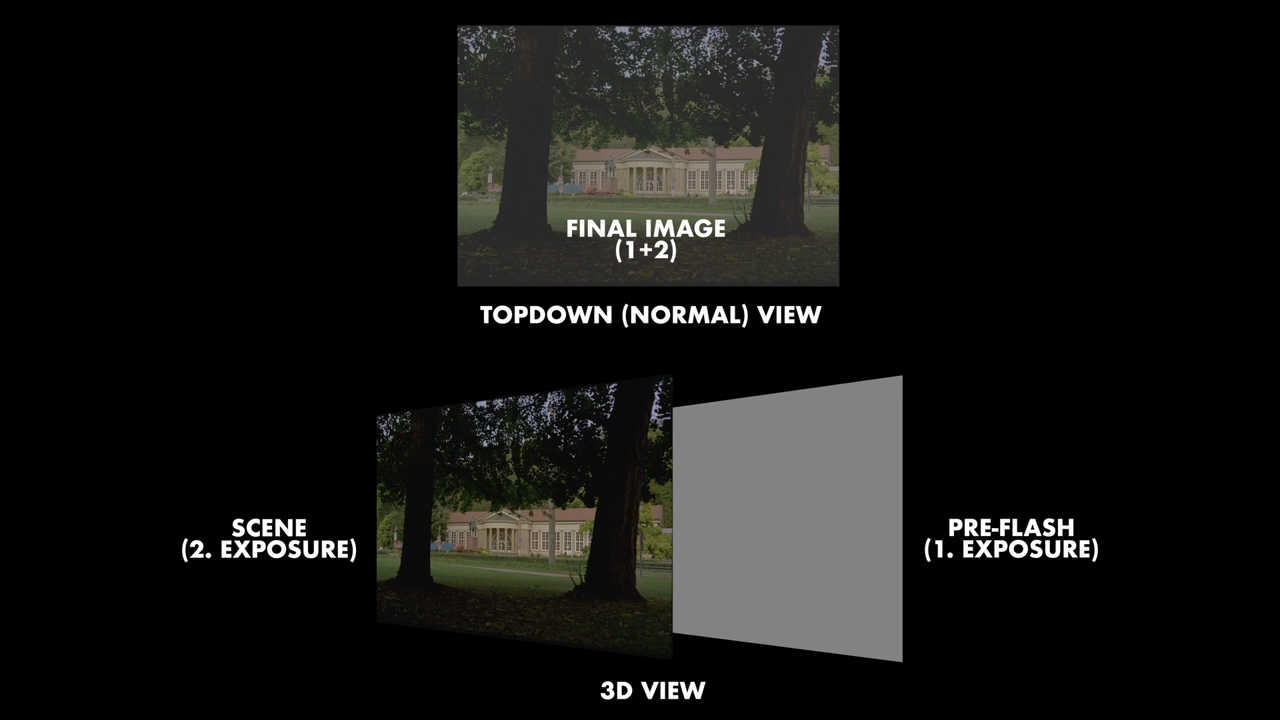 FINAL IMAGE
(1+2)
TOPDOWN (NORMAL) VIEW
SCENE
(2. EXPOSURE)
PRE-FLASH
(1. EXPOSURE)
3D VIEW